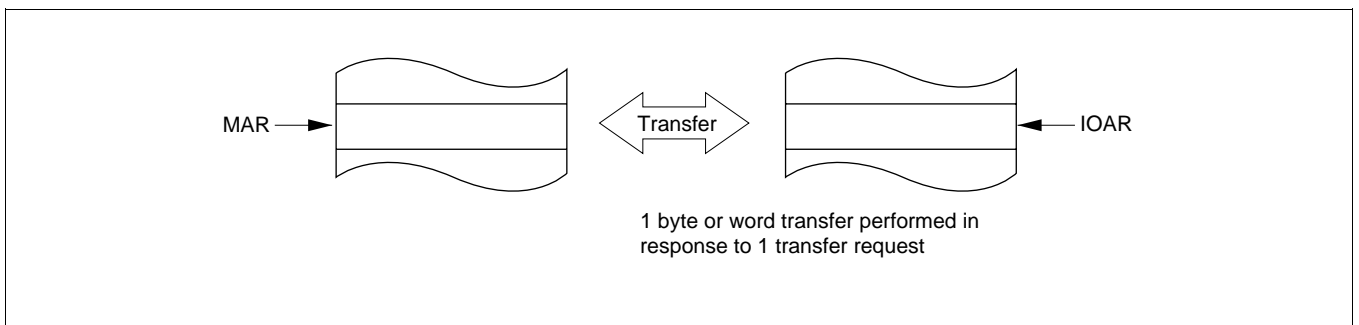 MAR
Transfer
IOAR
1 byte or word transfer performed in
response to 1 transfer request